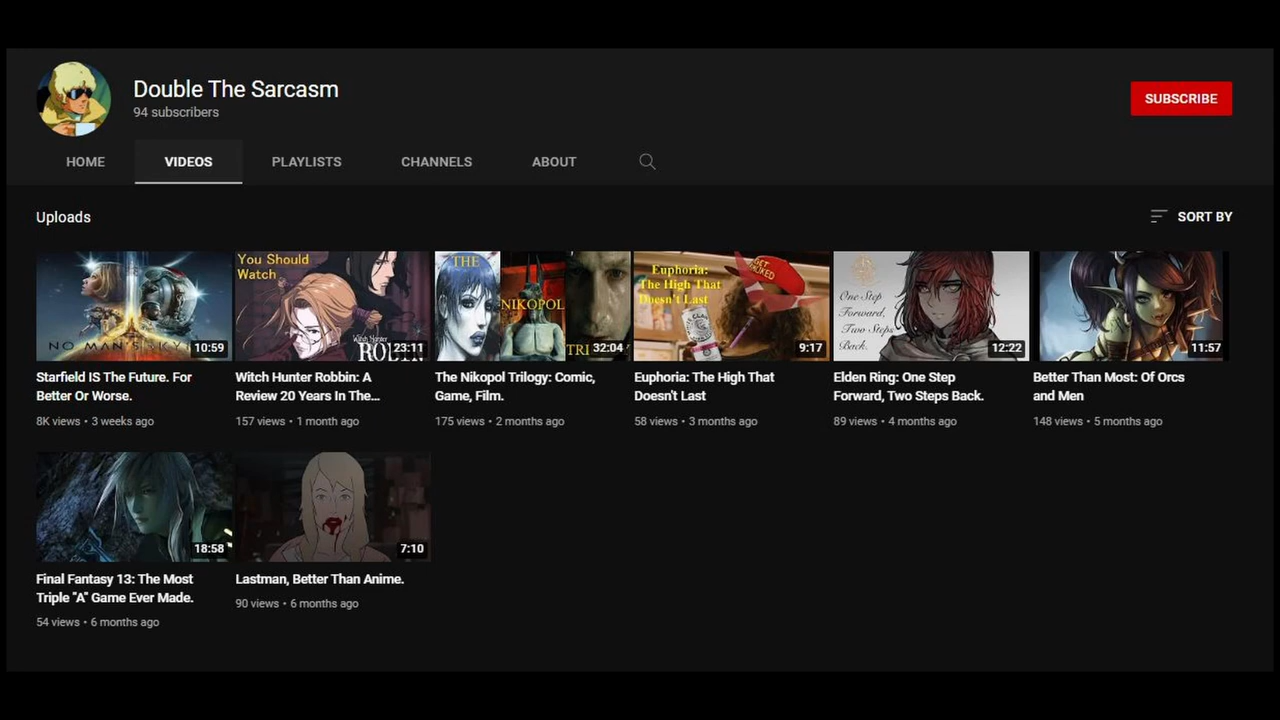 Double The Sarcasm
94 subscribers
SUBSCRIBE
HOME
VIDEOS
PLAYLISTS
CHANNELS
ABOUT
Uploads
SORT BY
NO MAN'S SKY
10:59
You Should
Watch
Witch Hunter
ROBIN
23:11
THE
NIKOPOL
TRI
32:04
Euphoria:
The High That
Doesn't Last
GET
9:17
One Step
Forward,
Two Steps
Back.
12:22
11:57
Starfield IS The Future. For
Better Or Worse.
8K views • 3 weeks ago
Witch Hunter Robbin: A
Review 20 Years In The...
157 views • 1 month ago
The Nikopol Trilogy: Comic,
Game, Film.
175 views • 2 months ago
Euphoria: The High That
Doesn't Last
58 views • 3 months ago
Elden Ring: One Step
Forward, Two Steps Back.
89 views • 4 months ago
Better Than Most: Of Orcs
and Men
148 views • 5 months ago
18:58
7:10
Final Fantasy 13: The Most
Triple "A" Game Ever Made.
54 views • 6 months ago
Lastman, Better Than Anime.
90 views • 6 months ago